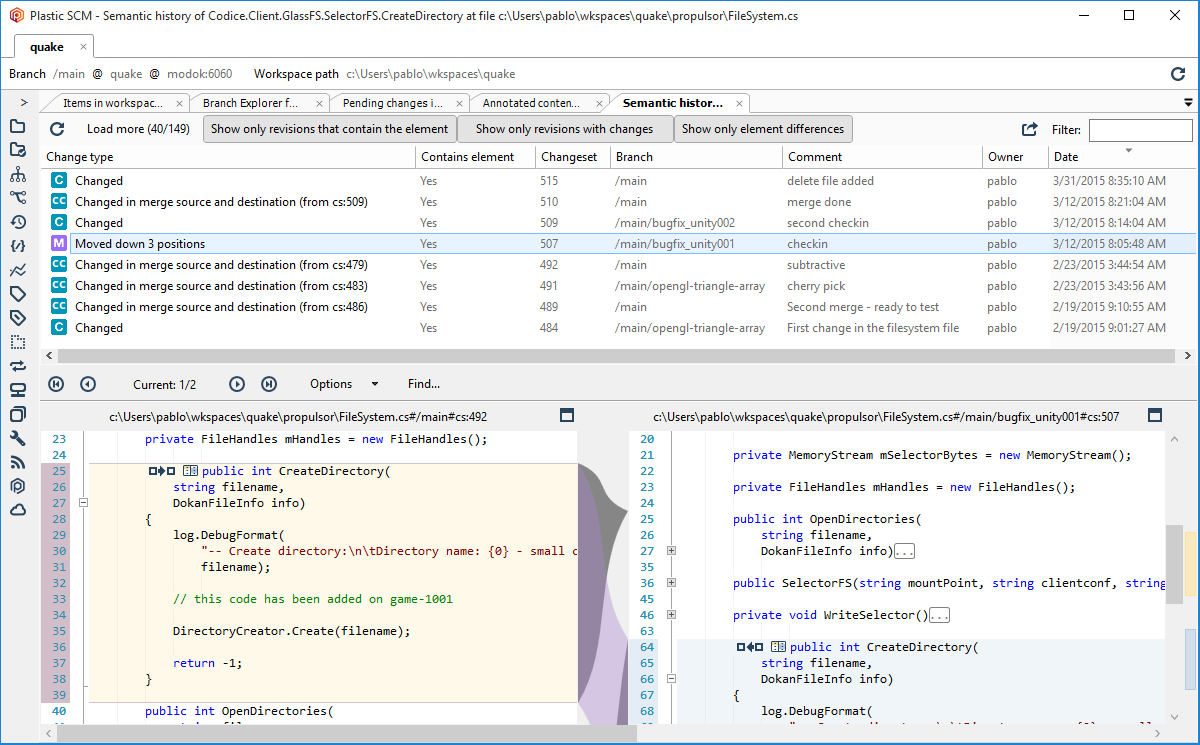 Plastic SCM - Semantic history of Codice.Client.GlassFS.SelectorFS.CreateDirectory at file c:\Users\pablo\wkspaces\quake\propulsor\FileSystem.cs
quake ×
Branch /main @ quake @ modok:6060 Workspace path c:\Users\pablo\wkspaces\quake
Items in workspac... × Branch Explorer f... × Pending changes i... × Annotated conten... × Semantic histor... ×
Load more (40/149) Show only revisions that contain the element Show only revisions with changes Show only element differences Filter:
Change type Contains element Changeset Branch Comment Owner Date
C Changed Yes 515 /main delete file added pablo 3/31/2015 8:35:10 AM
CC Changed in merge source and destination (from cs:509) Yes 510 /main merge done pablo 3/12/2015 8:21:04 AM
C Changed Yes 509 /main/bugfix_unity002 second checkin pablo 3/12/2015 8:14:04 AM
M Moved down 3 positions Yes 507 /main/bugfix_unity001 checkin pablo 3/12/2015 8:05:48 AM
CC Changed in merge source and destination (from cs:479) Yes 492 /main subtractive pablo 2/23/2015 3:44:54 AM
CC Changed in merge source and destination (from cs:483) Yes 491 /main/opengl-triangle-array cherry pick pablo 2/23/2015 3:43:56 AM
CC Changed in merge source and destination (from cs:486) Yes 489 /main Second merge - ready to test pablo 2/19/2015 9:10:55 AM
C Changed Yes 484 /main/opengl-triangle-array First change in the filesystem file pablo 2/19/2015 9:01:27 AM
Current: 1/2 Options Find...
c:\Users\pablo\wkspaces\quake\propulsor\FileSystem.cs#/main#cs:492
23 private FileHandles mHandles = new FileHandles();
24
25 public int CreateDirectory(
26 string filename,
27 DokanFileInfo info)
28 {
29 log.DebugFormat(
30 "-- Create directory:\n\tDirectory name: {0} - small c
31 filename);
32
33 // this code has been added on game-1001
34
35 DirectoryCreator.Create(filename);
36
37 return -1;
38 }
39
40 public int OpenDirectories(
c:\Users\pablo\wkspaces\quake\propulsor\FileSystem.cs#/main/bugfix_unity001#cs:507
20
21 private MemoryStream mSelectorBytes = new MemoryStream();
22
23 private FileHandles mHandles = new FileHandles();
24
25 public int OpenDirectories(
26 string filename,
27 DokanFileInfo info)...
35
36 public SelectorFS(string mountPoint, string clientconf, string
45
46 private void WriteSelector()...
63
64 public int CreateDirectory(
65 string filename,
66 DokanFileInfo info)
67 {
68 log.DebugFormat(